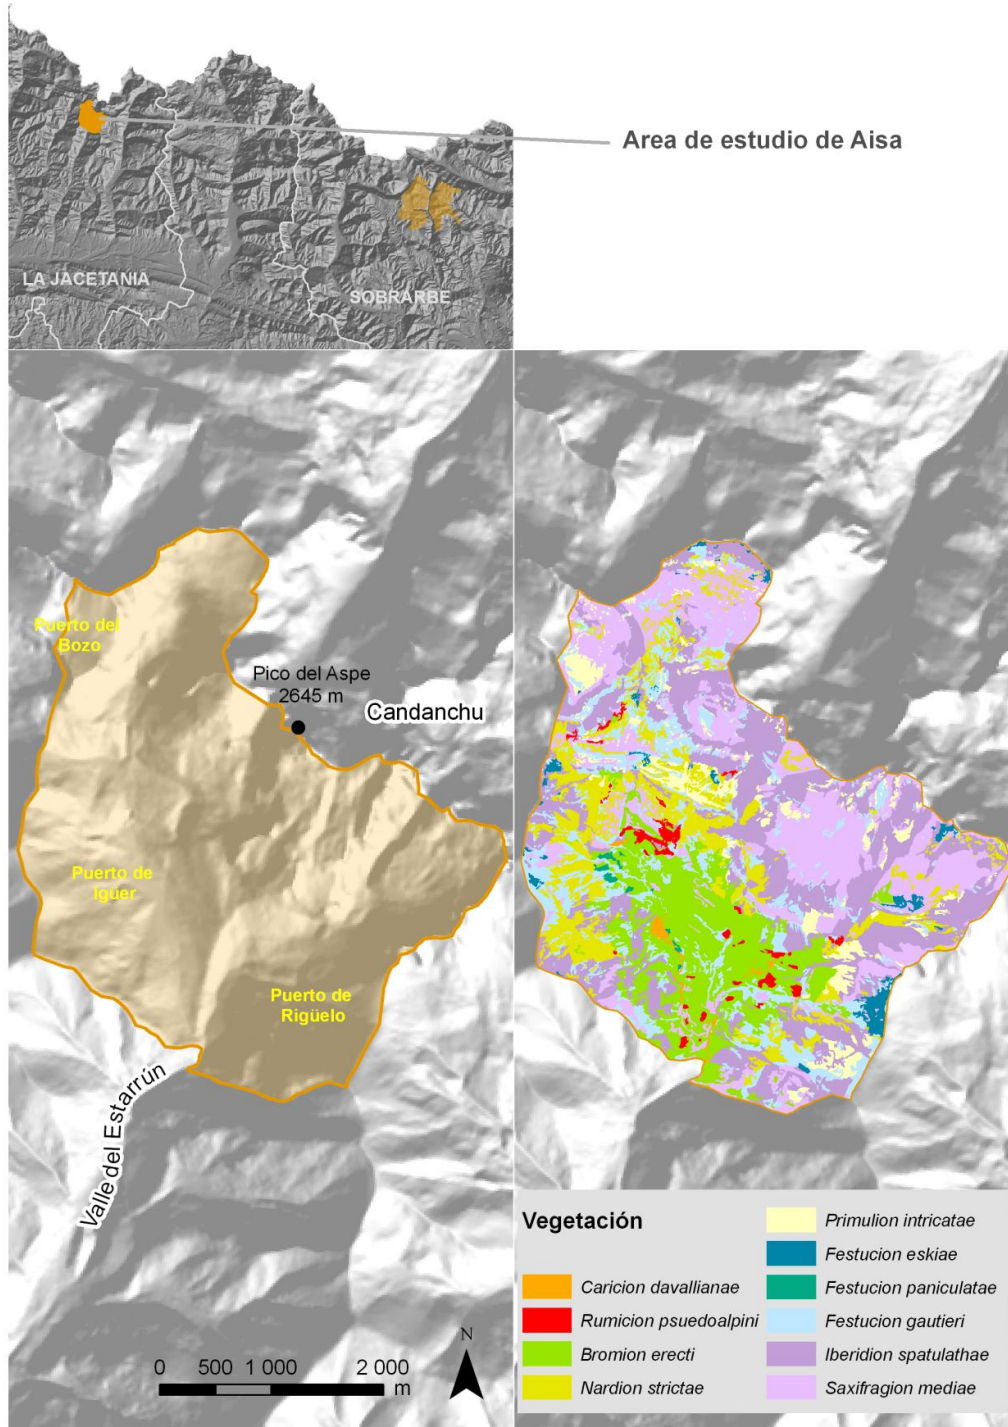 Area de estudio de Aisa
LA JACETANIA
SOBRARBE
Puerto del
Bozo
Pico del Aspe
2645 m
Candanchu
Puerto de
Igüer
Puerto de
Rigüelo
Valle del Estarrún
0 500 1 000 2 000
m
N
Vegetación
Caricion davallianae
Rumicion psuedoalpini
Bromion erecti
Nardion strictae
Primulion intricatae
Festucion eskiae
Festucion paniculatae
Festucion gautieri
Iberidion spatulathae
Saxifragion mediae